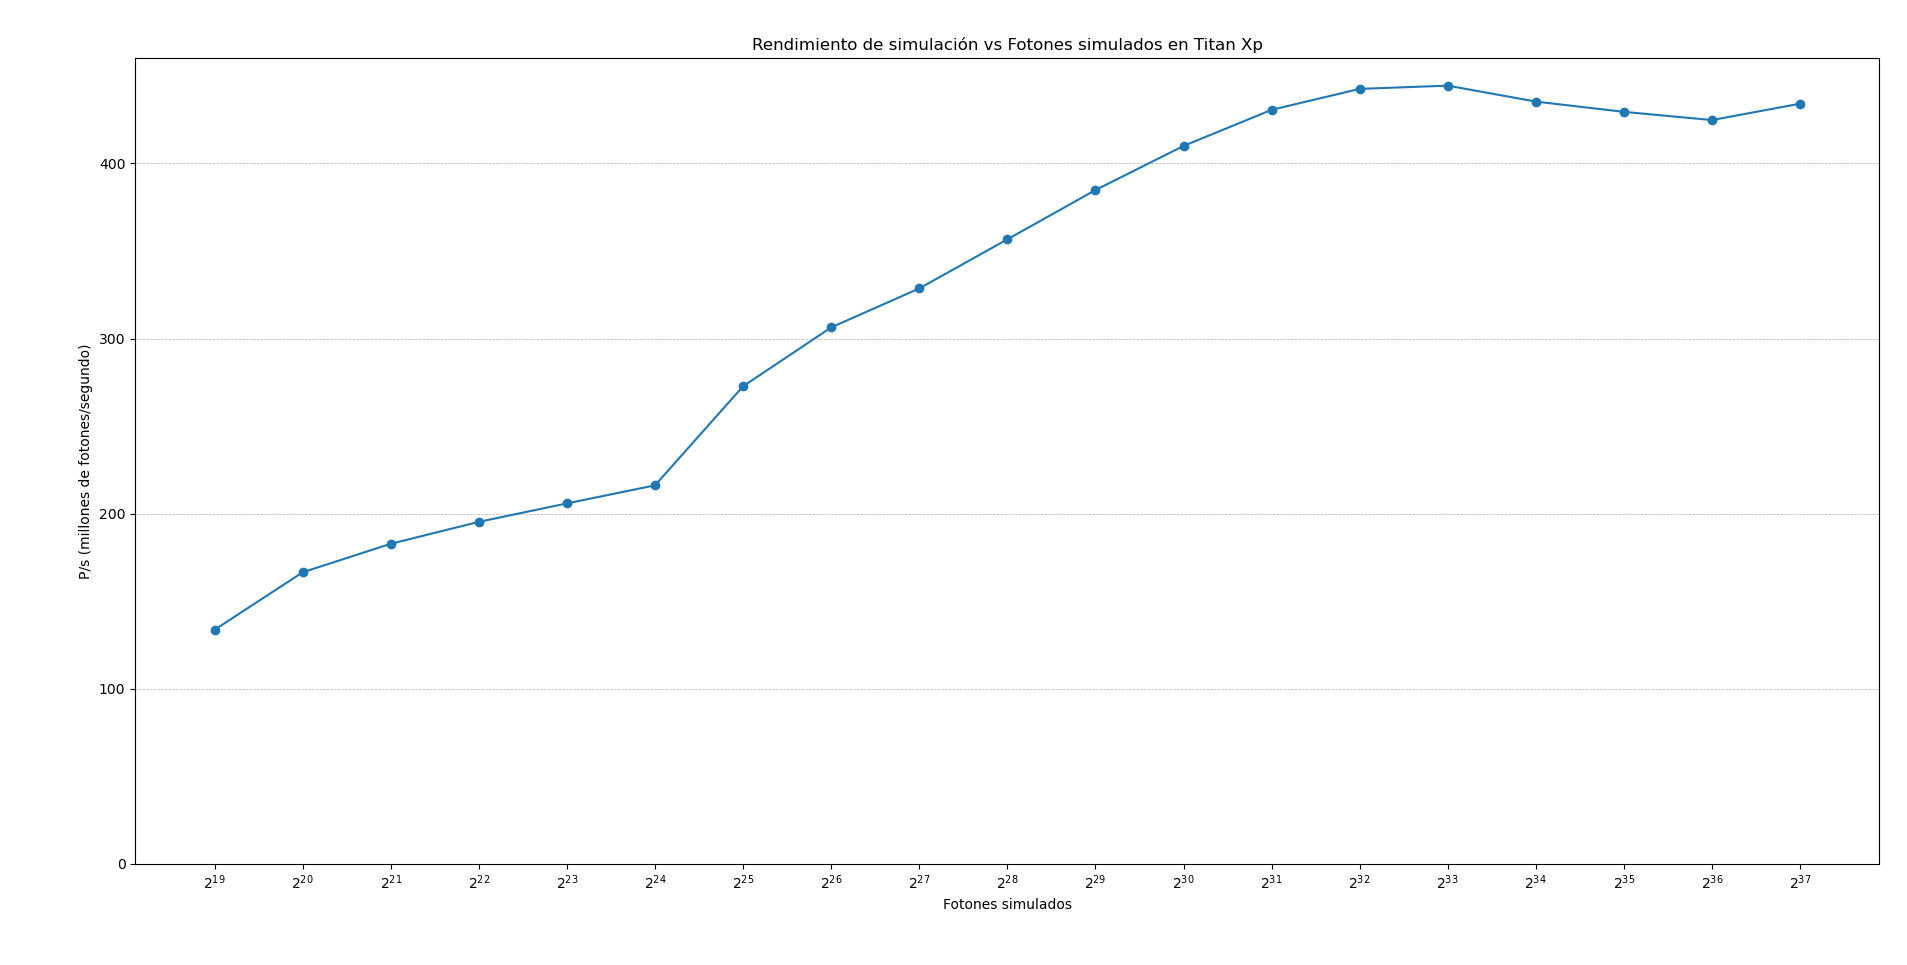 Rendimiento de simulación vs Fotones simulados en Titan Xp
P/s (millones de fotones/segundo)
400
300
200
100
0
2^19 2^20 2^21 2^22 2^23 2^24 2^25 2^26 2^27 2^28 2^29 2^30 2^31 2^32 2^33 2^34 2^35 2^36 2^37
Fotones simulados